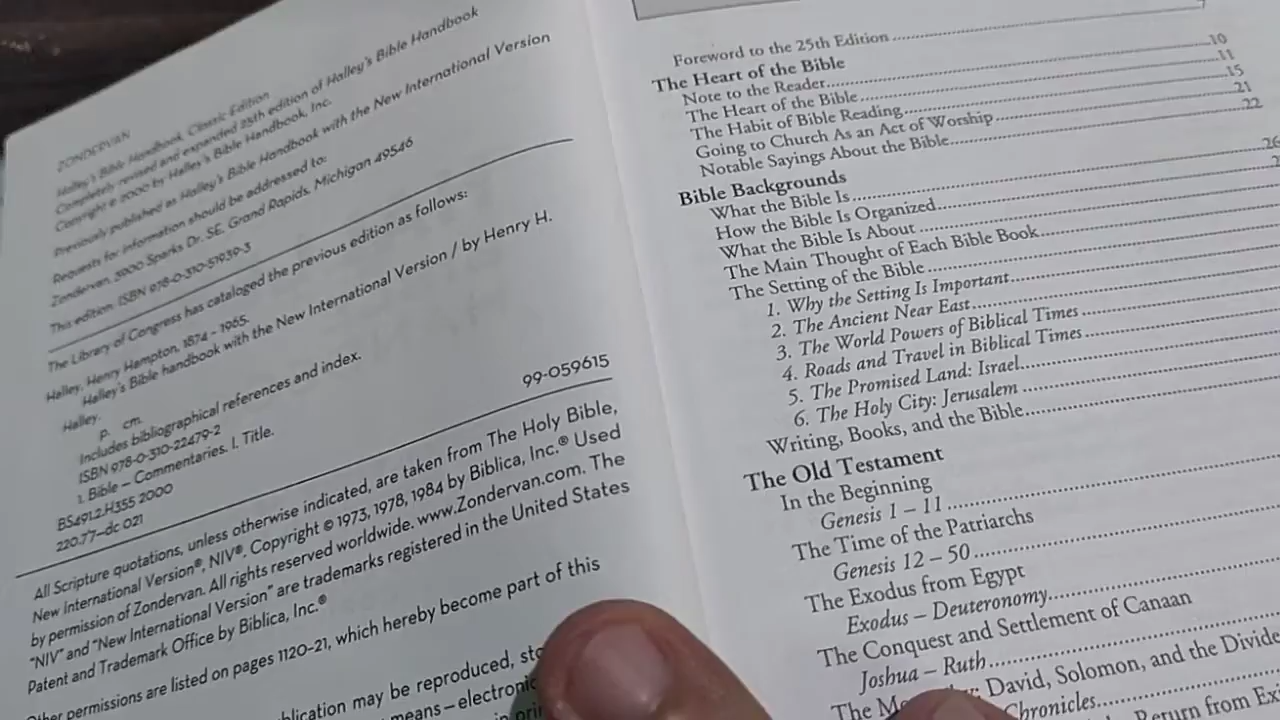 ZONDERVAN
Halley's Bible Handbook, Classic Edition
Completely revised and expanded 25th edition of Halley's Bible Handbook
Copyright © 2000 by Halley's Bible Handbook, Inc.
Previously published as Halley's Bible Handbook with the New International Version
Requests for information should be addressed to:
Zondervan, 3900 Sparks Dr. SE, Grand Rapids, Michigan 49546
This edition: ISBN 978-0-310-51939-3
The Library of Congress has cataloged the previous edition as follows:
Halley, Henry Hampton, 1874 – 1965.
Halley's Bible handbook with the New International Version / by Henry H.
Halley.
p. cm.
Includes bibliographical references and index.
ISBN 978-0-310-22479-2
1. Bible – Commentaries. I. Title.
BS491.2.H355 2000
220.77–dc 021
99-059615
All Scripture quotations, unless otherwise indicated, are taken from The Holy Bible,
New International Version®, NIV®. Copyright © 1973, 1978, 1984 by Biblica, Inc.® Used
by permission of Zondervan. All rights reserved worldwide. www.Zondervan.com. The
"NIV" and "New International Version" are trademarks registered in the United States
Patent and Trademark Office by Biblica, Inc.®
permissions are listed on pages 1120–21, which hereby become part of this
may be reproduced,
means—electronic
Foreword to the 25th Edition 7
The Heart of the Bible
Note to the Reader 10
The Heart of the Bible 11
The Habit of Bible Reading 15
Going to Church As an Act of Worship 21
Notable Sayings About the Bible 22
Bible Backgrounds
What the Bible Is 26
How the Bible Is Organized
What the Bible Is About
The Main Thought of Each Bible Book
The Setting of the Bible
1. Why the Setting Is Important
2. The Ancient Near East
3. The World Powers of Biblical Times
4. Roads and Travel in Biblical Times
5. The Promised Land: Israel
6. The Holy City: Jerusalem
Writing, Books, and the Bible
The Old Testament
In the Beginning
Genesis 1 – 11
The Time of the Patriarchs
Genesis 12 – 50
The Exodus from Egypt
Exodus – Deuteronomy
The Conquest and Settlement of Canaan
Joshua – Ruth
The David, Solomon, and the
Chronicles
Return from